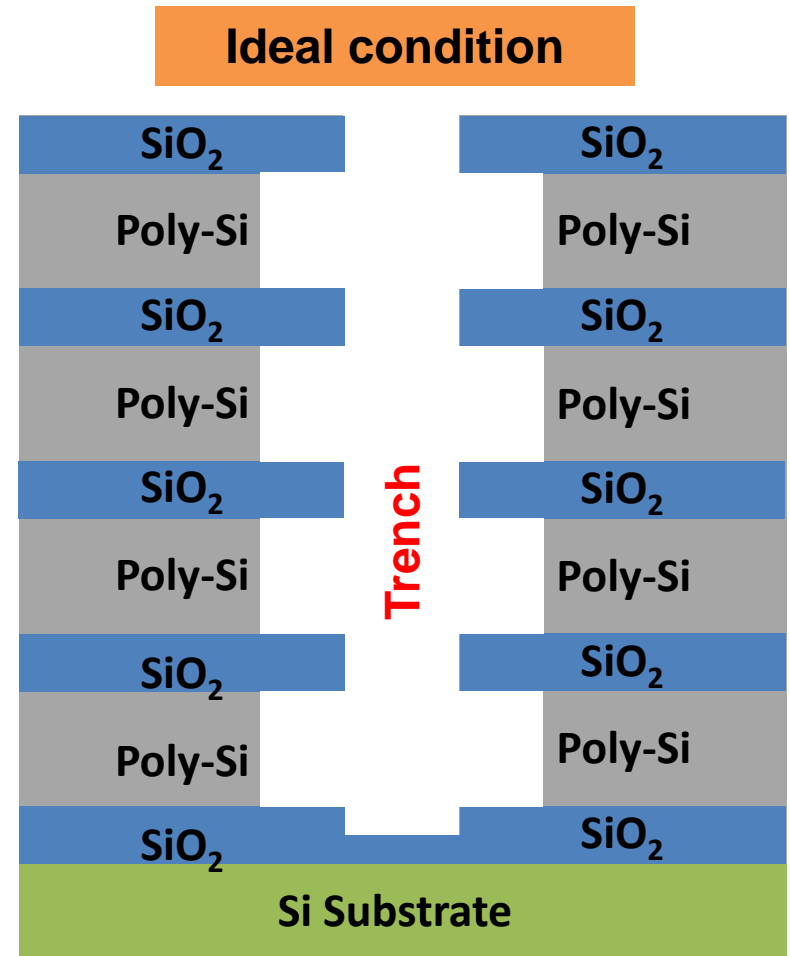 Ideal condition
SiO₂ SiO₂
Poly-Si Poly-Si
SiO₂ SiO₂
Poly-Si Poly-Si
SiO₂ SiO₂
Trench
Poly-Si Poly-Si
SiO₂ SiO₂
Poly-Si Poly-Si
SiO₂ SiO₂
Si Substrate